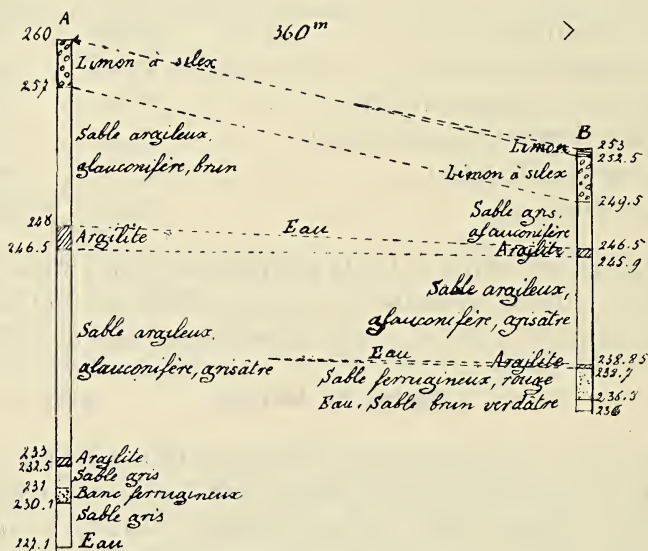 A
260
360m
Limon à silex
257
Sable argileux,
glauconifère, brun
248
Argilite
Eau
246.5
Sable argileux,
glauconifère, grisâtre
233
Argilite
232.5
Sable gris
231
Banc ferrugineux
230.1
Sable gris
Eau
B
Limon
253
252.5
Limon à silex
249.5
Sable gris,
glauconifère
246.5
Argilite
245.9
Sable argileux,
glauconifère, grisâtre
Eau
Argilite
238.85
238.7
Sable ferrugineux, rouge
236.3
Eau. Sable brun verdâtre
236